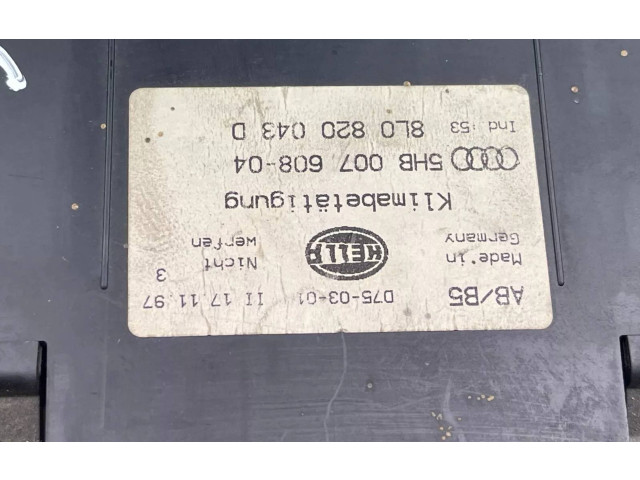 AB/B5 D75-03-01 II 17.11.97
Made in Germany HELLA Nicht werfen 3
Klimabetätigung
5HB 007 608-04
Ind : 53 8L0 820 043 D